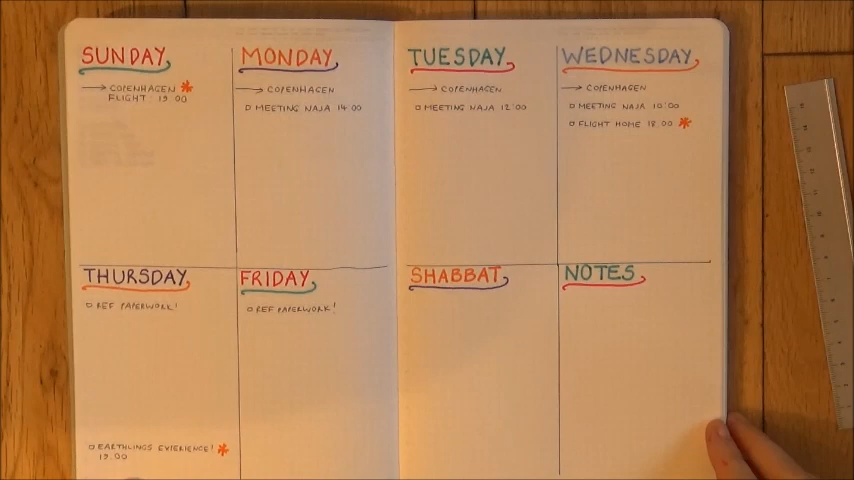 SUNDAY
→ COPENHAGEN *
FLIGHT: 19:00
MONDAY
→ COPENHAGEN
MEETING NAJA 14:00
TUESDAY
→ COPENHAGEN
MEETING NAJA 12:00
WEDNESDAY
→ COPENHAGEN
MEETING NAJA 10:00
FLIGHT HOME 18:00 *
THURSDAY
REF PAPERWORK!
EARTHLINGS EXIERIENCE! *
19:00
FRIDAY
REF PAPERWORK!
SHABBAT
NOTES